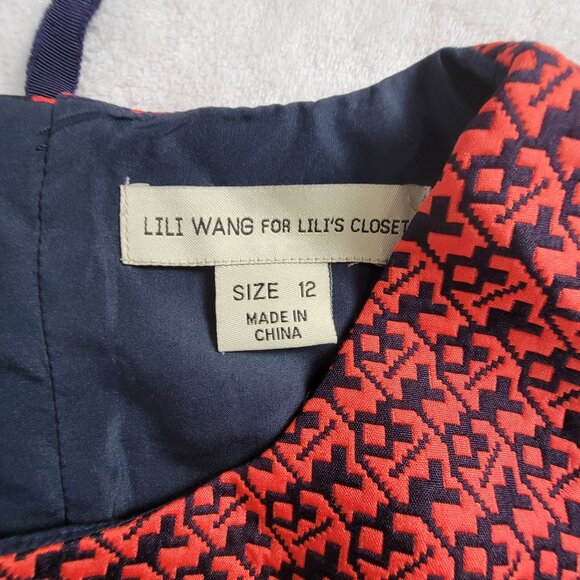 LILI WANG FOR LILI'S CLOSET
SIZE 12
MADE IN
CHINA